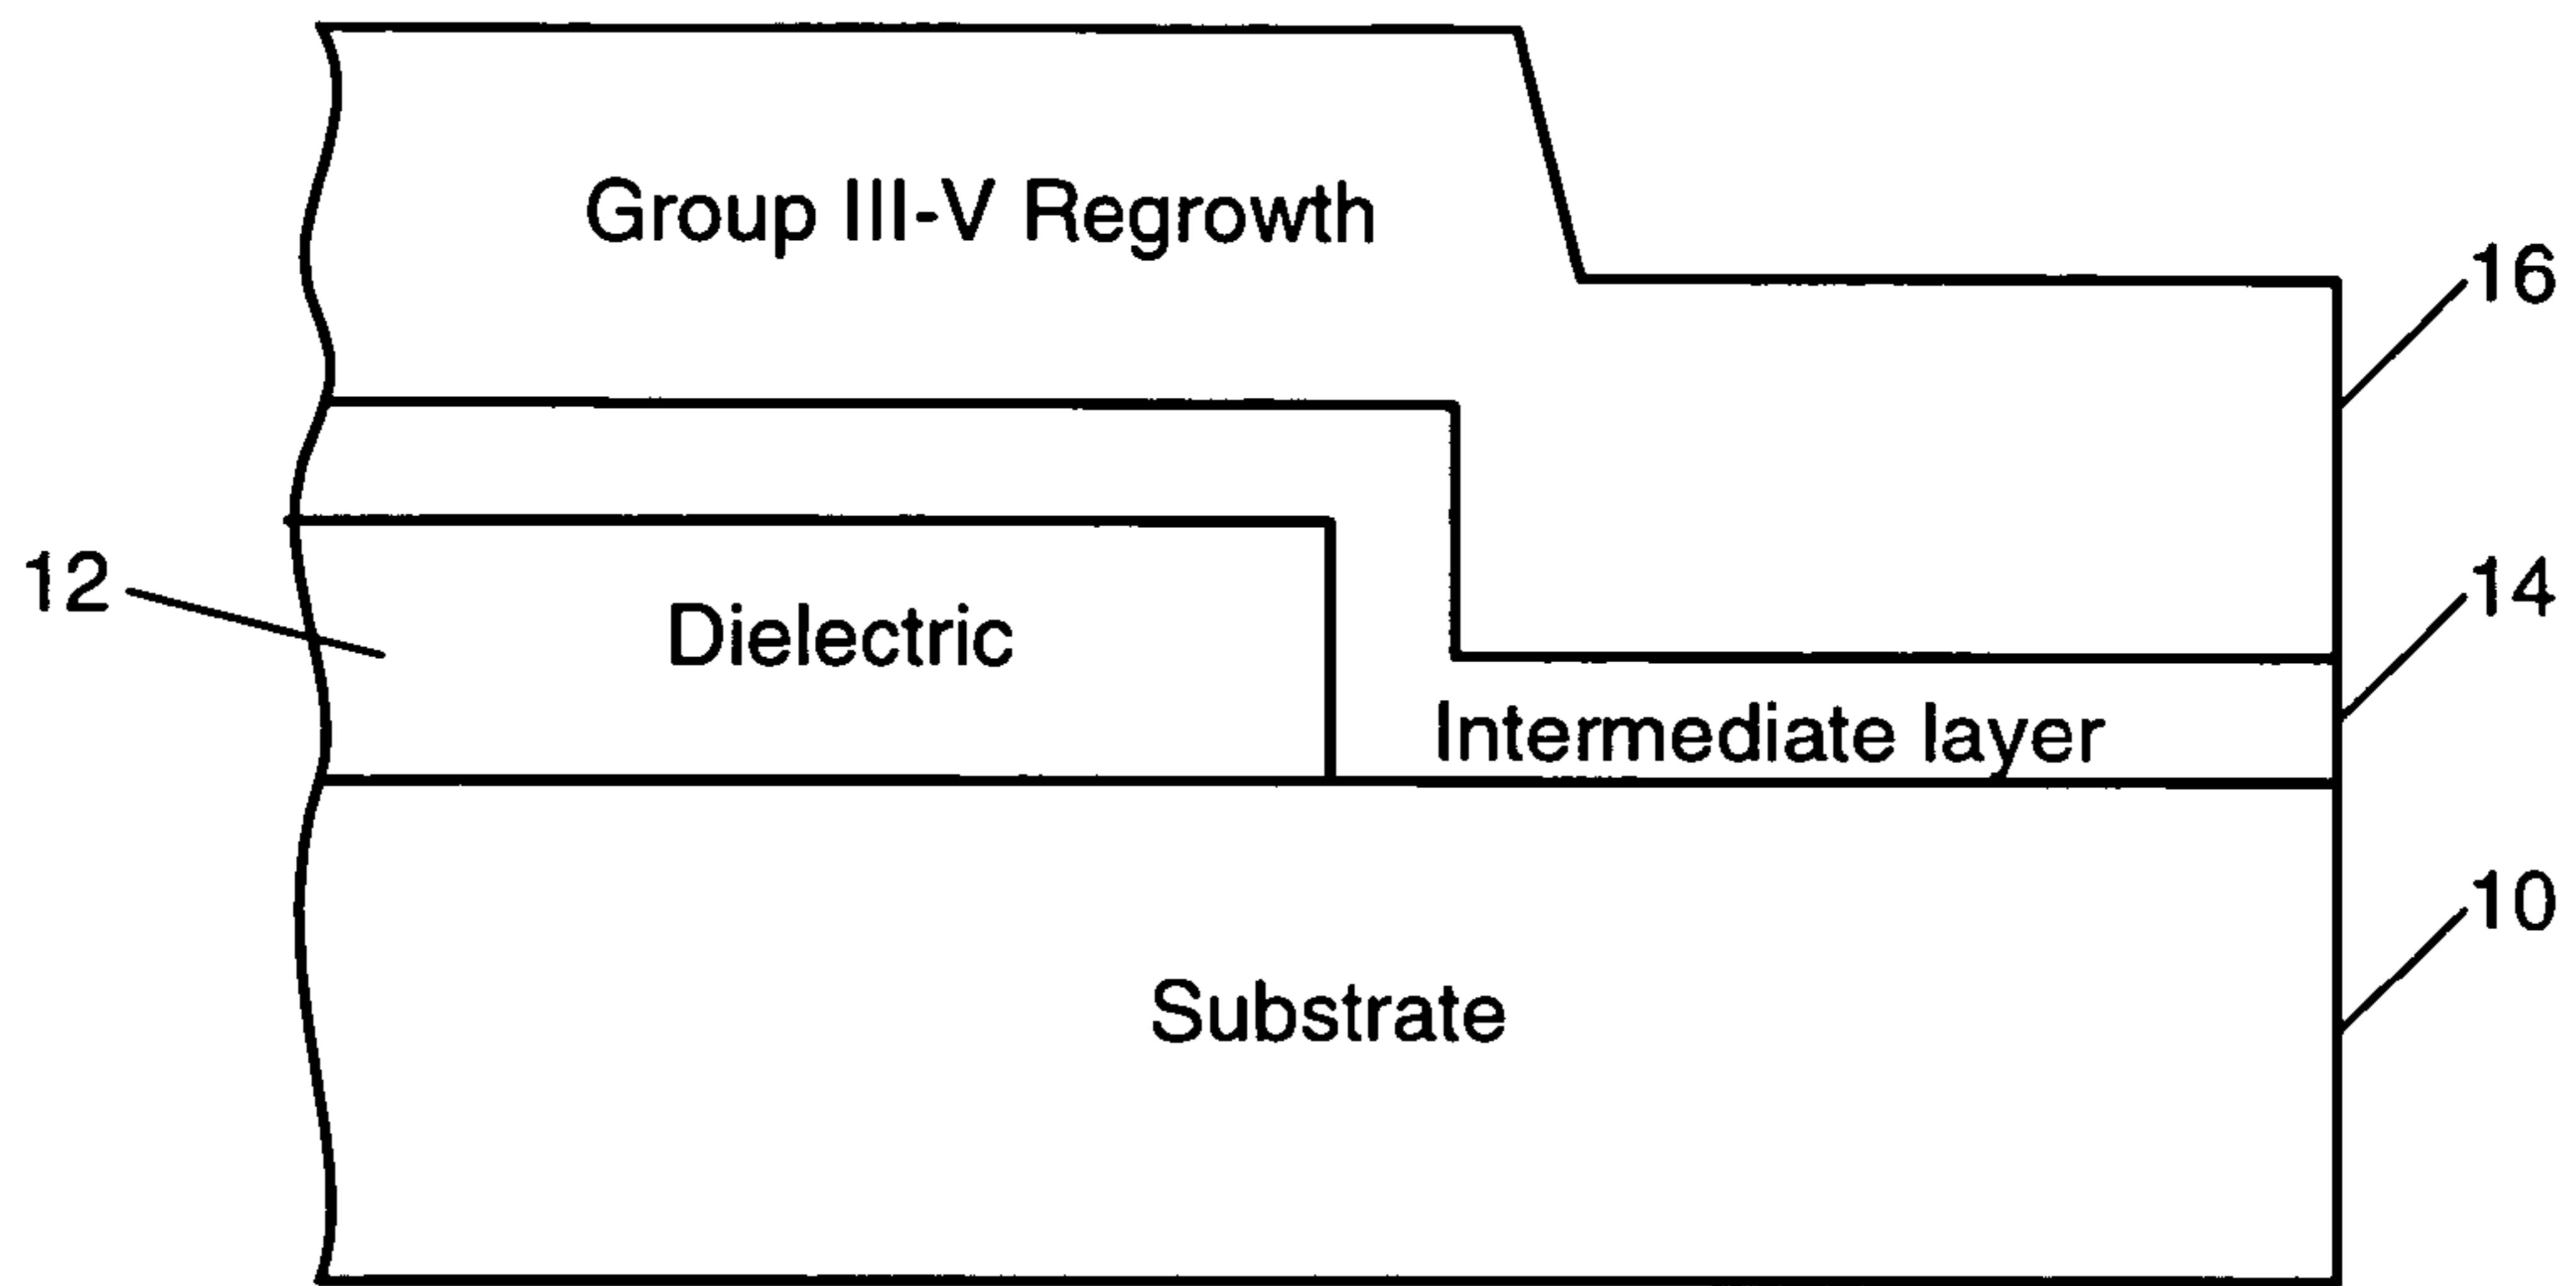 Group III-V Regrowth
16
12
Dielectric
14
Intermediate layer
10
Substrate